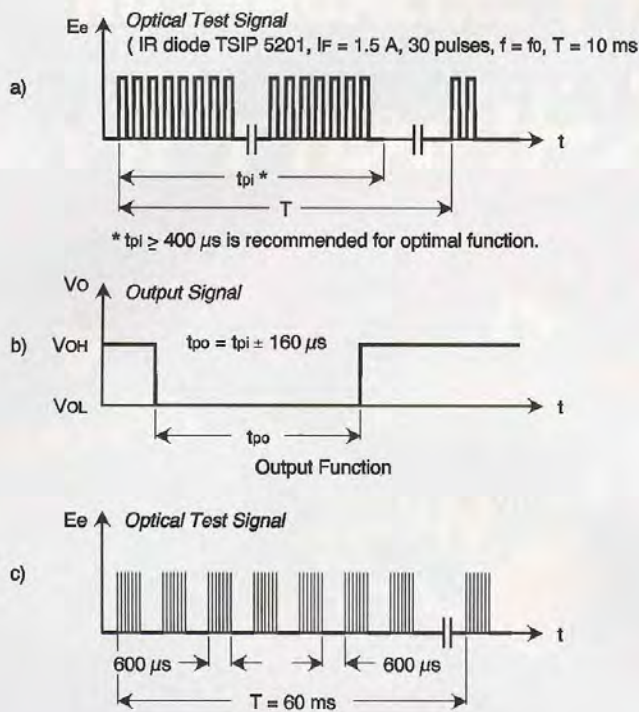 Ee
Optical Test Signal
( IR diode TSIP 5201, IF = 1.5 A, 30 pulses, f = f0, T = 10 ms
a)
t
tpi *
T
* tpi ≥ 400 µs is recommended for optimal function.
VO
Output Signal
b)
VOH
tpo = tpi ± 160 µs
VOL
t
tpo
Output Function
Ee
Optical Test Signal
c)
t
600 µs
600 µs
T = 60 ms